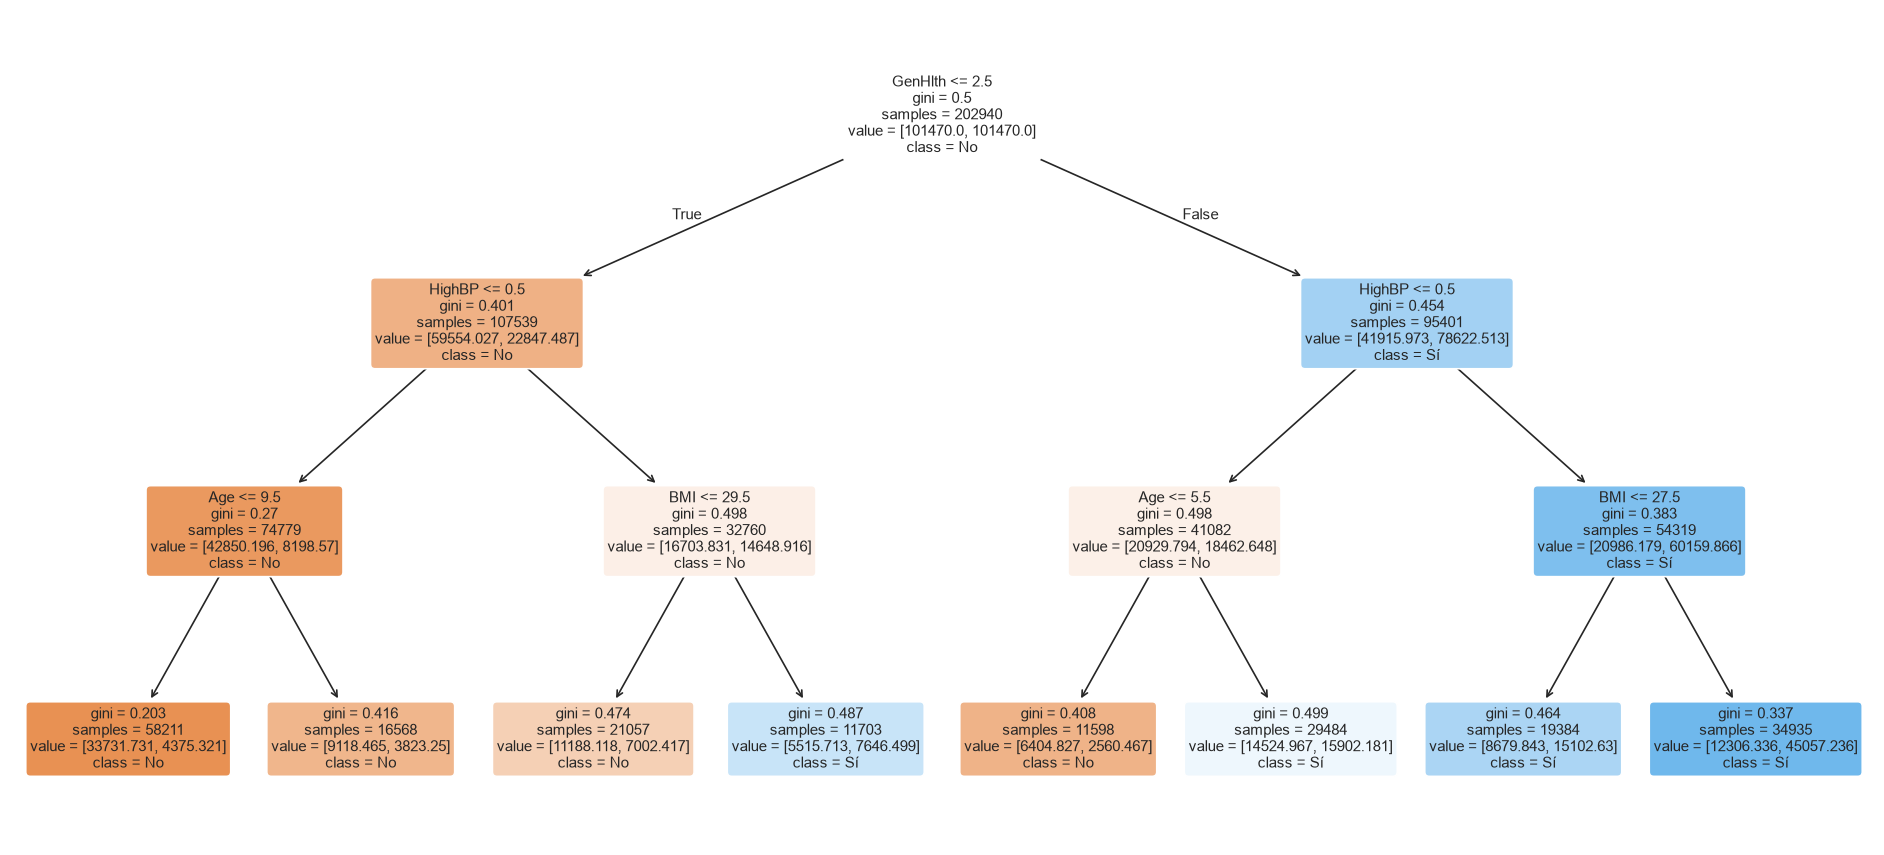 GenHlth <= 2.5
gini = 0.5
samples = 202940
value = [101470.0, 101470.0]
class = No
True
False
HighBP <= 0.5
gini = 0.401
samples = 107539
value = [59554.027, 22847.487]
class = No
HighBP <= 0.5
gini = 0.454
samples = 95401
value = [41915.973, 78622.513]
class = Sí
Age <= 9.5
gini = 0.27
samples = 74779
value = [42850.196, 8198.57]
class = No
BMI <= 29.5
gini = 0.498
samples = 32760
value = [16703.831, 14648.916]
class = No
Age <= 5.5
gini = 0.498
samples = 41082
value = [20929.794, 18462.648]
class = No
BMI <= 27.5
gini = 0.383
samples = 54319
value = [20986.179, 60159.866]
class = Sí
gini = 0.203
samples = 58211
value = [33731.731, 4375.321]
class = No
gini = 0.416
samples = 16568
value = [9118.465, 3823.25]
class = No
gini = 0.474
samples = 21057
value = [11188.118, 7002.417]
class = No
gini = 0.487
samples = 11703
value = [5515.713, 7646.499]
class = Sí
gini = 0.408
samples = 11598
value = [6404.827, 2560.467]
class = No
gini = 0.499
samples = 29484
value = [14524.967, 15902.181]
class = Sí
gini = 0.464
samples = 19384
value = [8679.843, 15102.63]
class = Sí
gini = 0.337
samples = 34935
value = [12306.336, 45057.236]
class = Sí